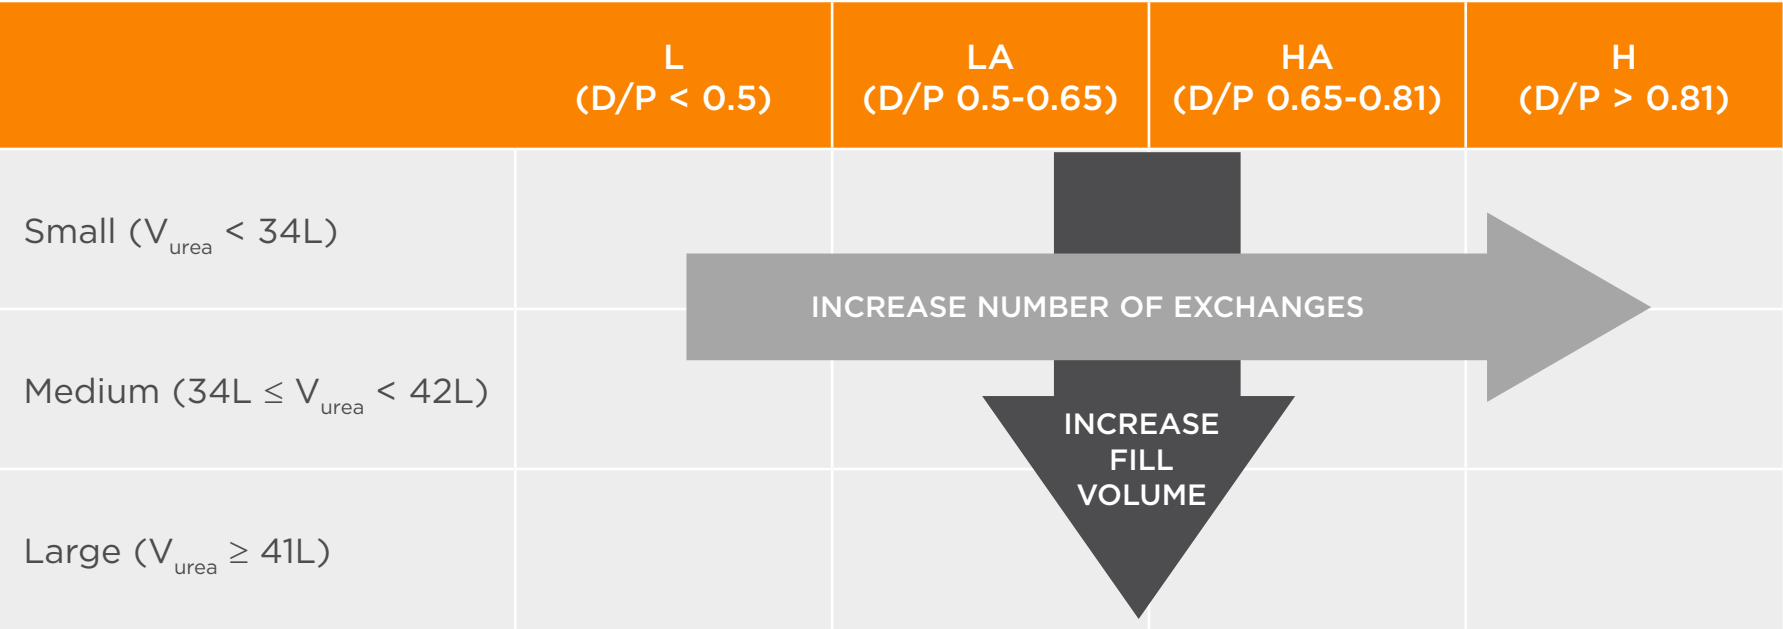 L
(D/P < 0.5)
LA
(D/P 0.5-0.65)
HA
(D/P 0.65-0.81)
H
(D/P > 0.81)
Small (Vurea < 34L)
INCREASE NUMBER OF EXCHANGES
Medium (34L ≤ Vurea < 42L)
INCREASE
FILL
VOLUME
Large (Vurea ≥ 41L)